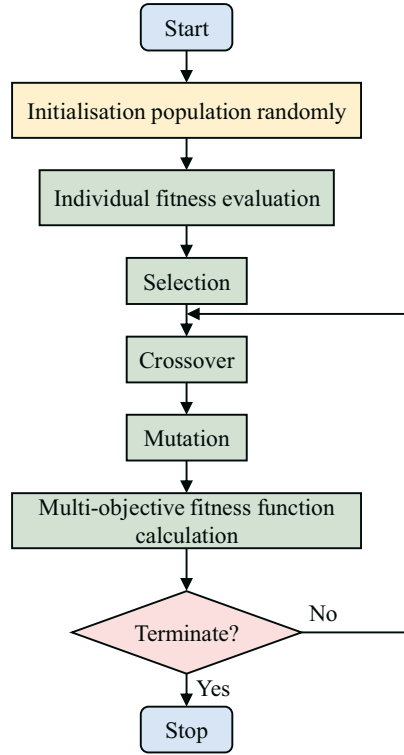 Start
Initialisation population randomly
Individual fitness evaluation
Selection
Crossover
Mutation
Multi-objective fitness function
calculation
No
Terminate?
Yes
Stop